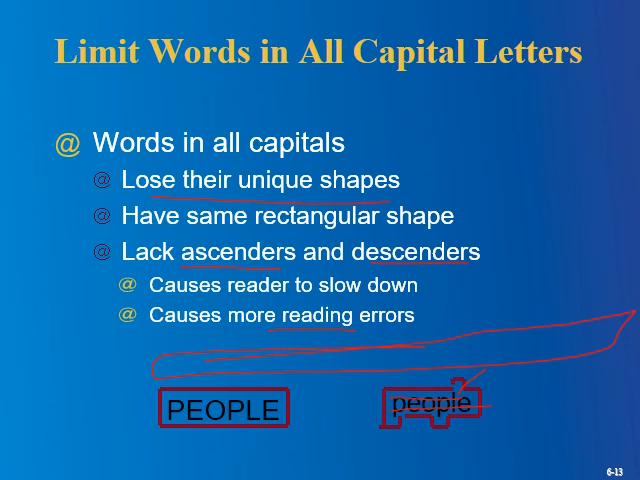 Limit Words in All Capital Letters
@ Words in all capitals
@ Lose their unique shapes
@ Have same rectangular shape
@ Lack ascenders and descenders
@ Causes reader to slow down
@ Causes more reading errors
PEOPLE people
6-13